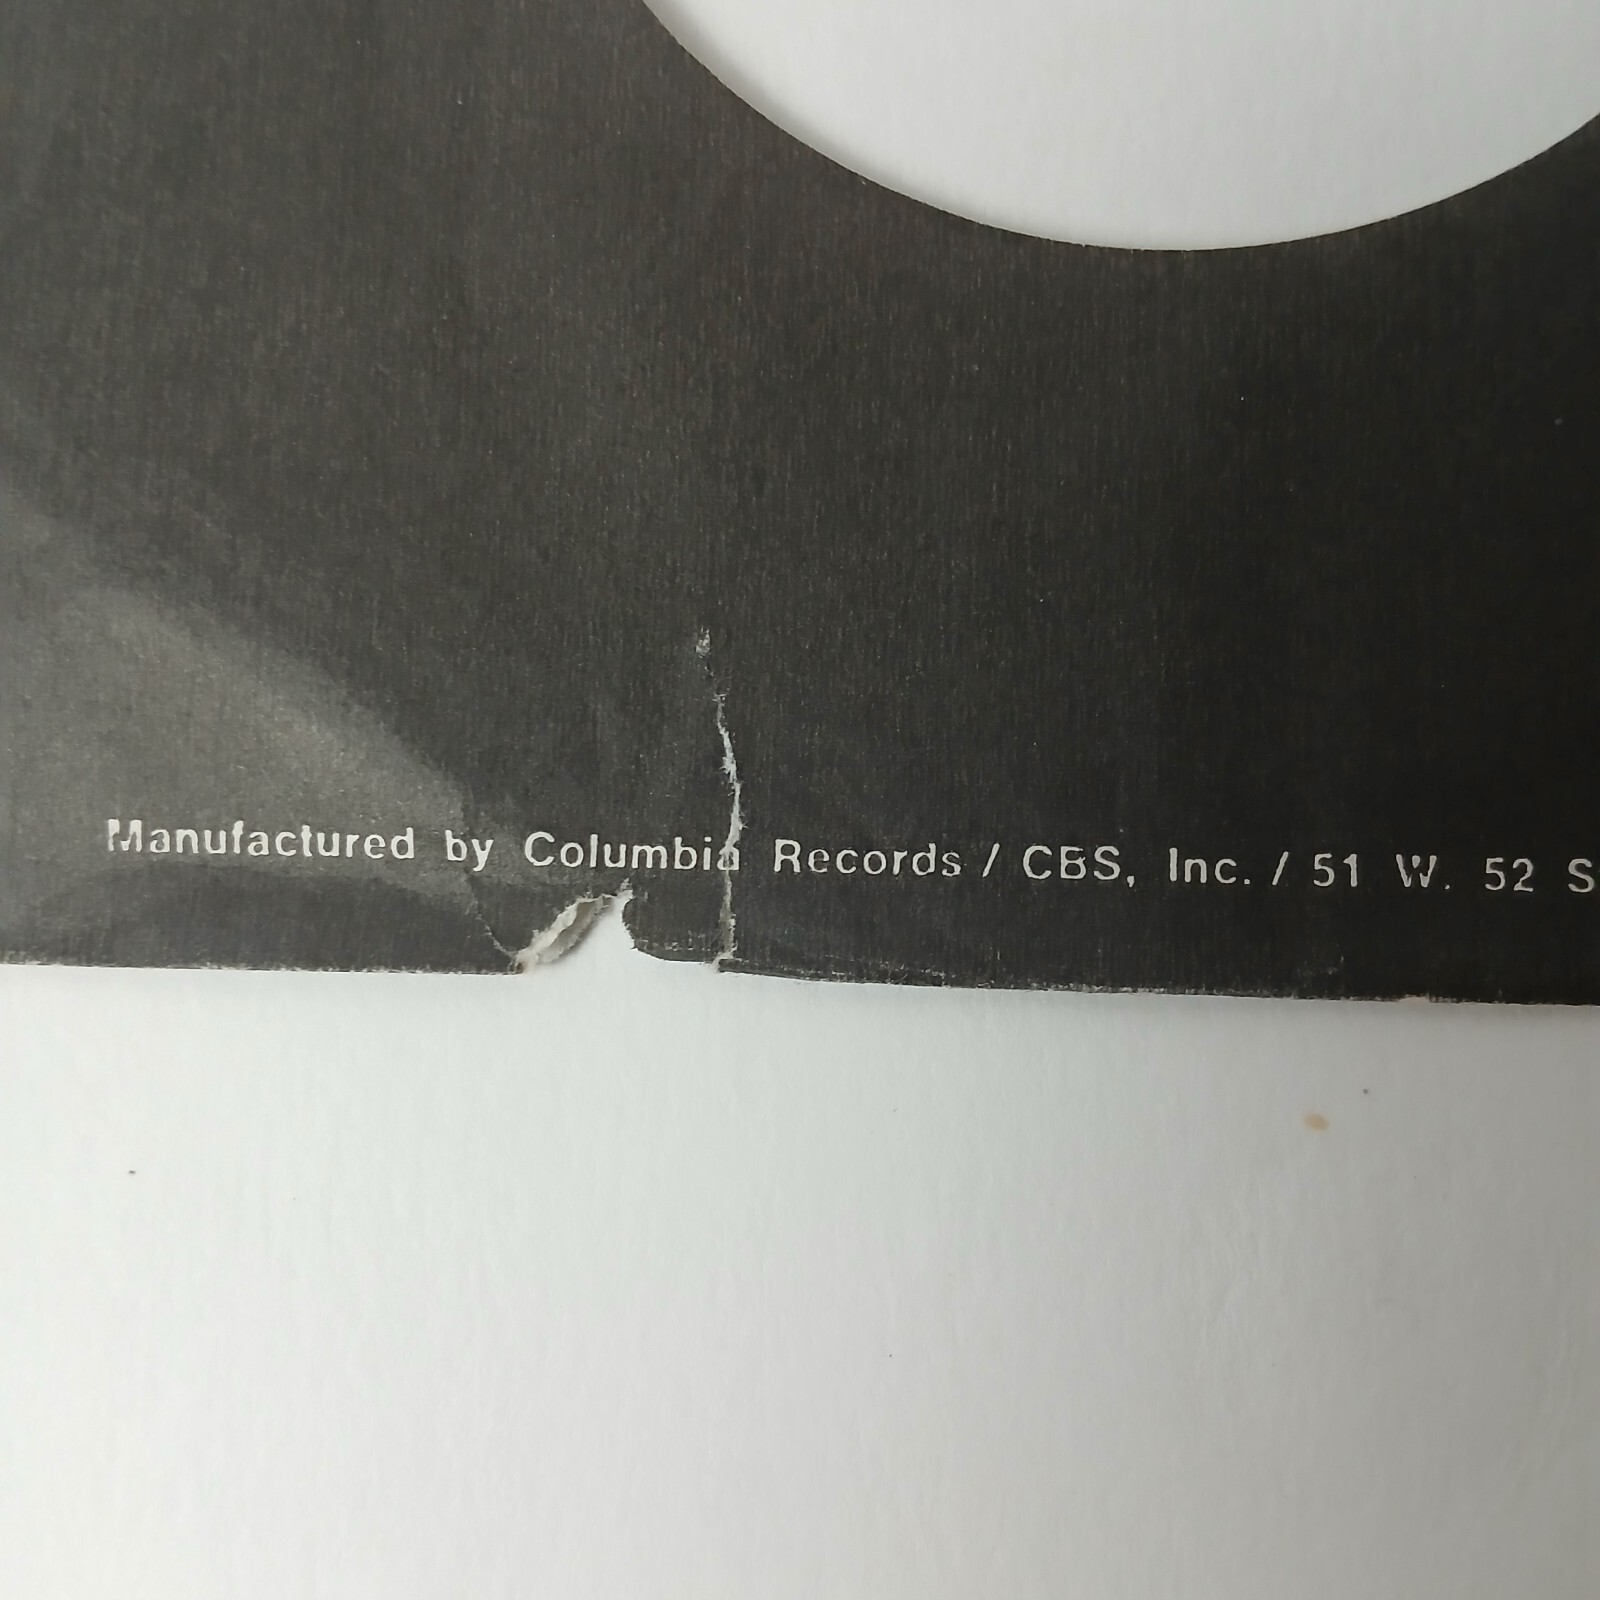 Manufactured by Columbia Records / CBS, Inc. / 51 W. 52 S